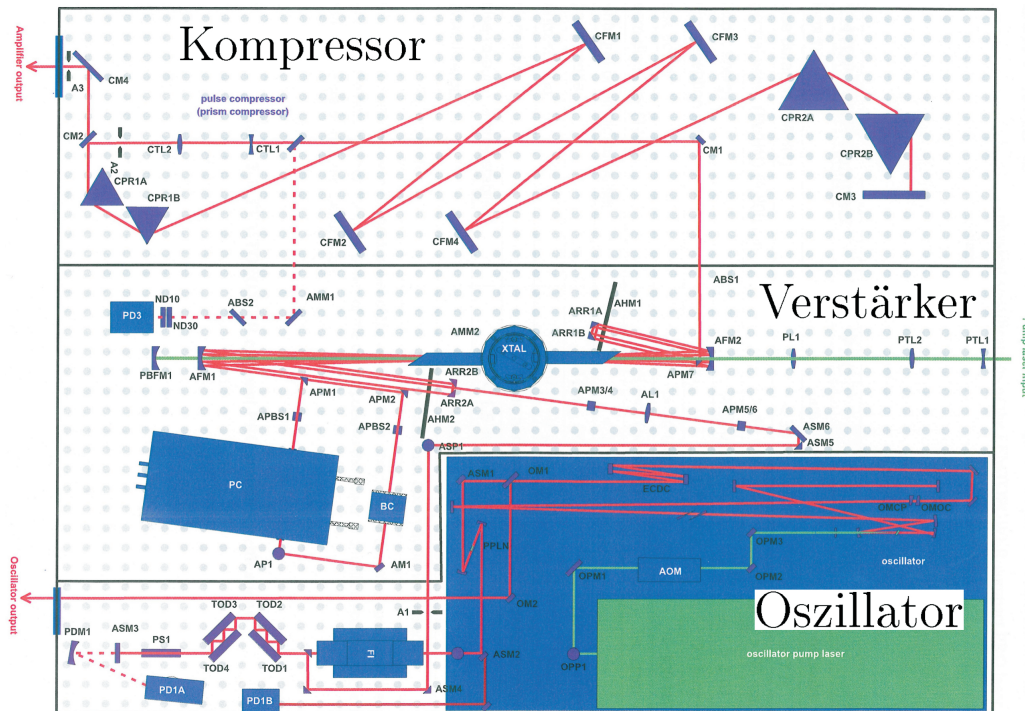 Kompressor
CFM1
CFM3
Amplifier output
A3
CM4
pulse compressor
(prism compressor)
CM2
A2
CTL2
CTL1
CM1
CPR2A
CPR2B
CPR1A
CPR1B
CM3
CFM2
CFM4
ABS1
Verstärker
ND10
ABS2
AMM1
PD3
ND30
AHM1
ARR1A
ARR1B
AMM2
XTAL
AFM2
PL1
PTL2
PTL1
PBFM1
AFM1
APM7
ARR2B
APM1
APM2
ARR2A
APM3/4
AL1
APM5/6
APBS1
APBS2
AHM2
ASP1
ASM6
ASM5
PC
BC
ASM1
OM1
ECDC
OMCP
OMOC
PPLN
OPM3
oscillator
AP1
AM1
OPM1
AOM
OPM2
Oscillator output
A1
OM2
Oszillator
TOD3
TOD2
PDM1
ASM3
PS1
TOD4
TOD1
FI
ASM2
OPP1
oscillator pump laser
PD1A
PD1B
ASM4